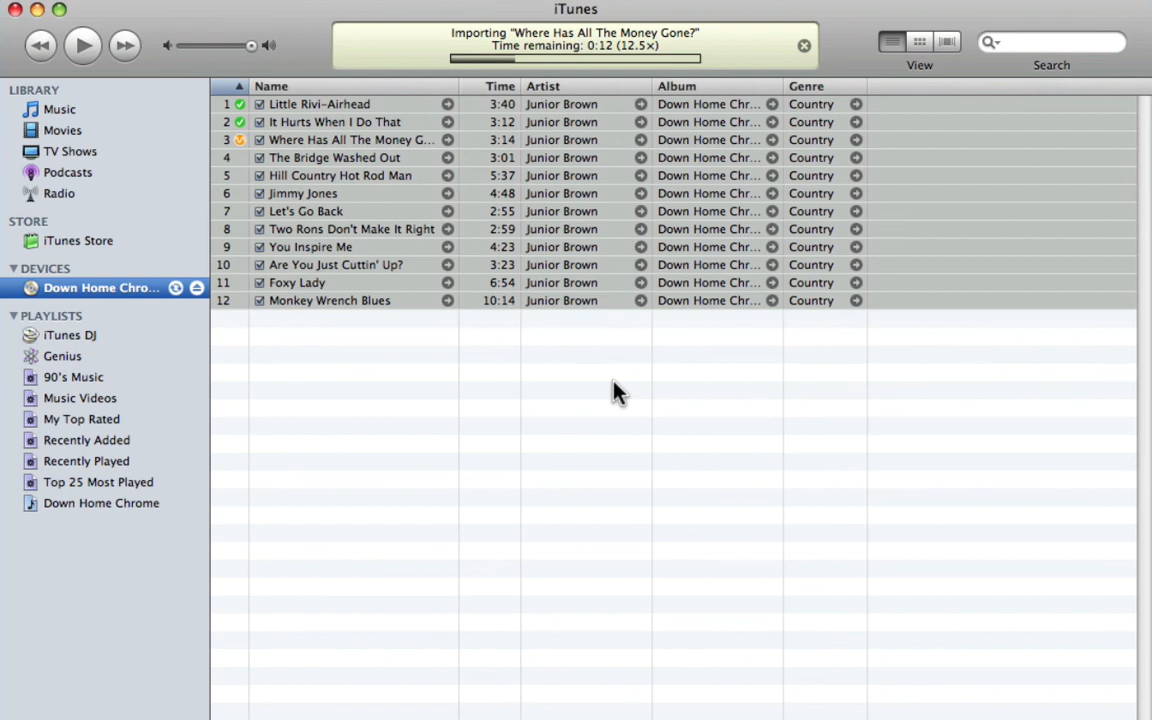 iTunes
Importing "Where Has All The Money Gone?"
Time remaining: 0:12 (12.5×)
View
Search
LIBRARY
Music
Movies
TV Shows
Podcasts
Radio
STORE
iTunes Store
DEVICES
Down Home Chro...
PLAYLISTS
iTunes DJ
Genius
90's Music
Music Videos
My Top Rated
Recently Added
Recently Played
Top 25 Most Played
Down Home Chrome
Name Time Artist Album Genre
1 Little Rivi-Airhead 3:40 Junior Brown Down Home Chr... Country
2 It Hurts When I Do That 3:12 Junior Brown Down Home Chr... Country
3 Where Has All The Money G... 3:14 Junior Brown Down Home Chr... Country
4 The Bridge Washed Out 3:01 Junior Brown Down Home Chr... Country
5 Hill Country Hot Rod Man 5:37 Junior Brown Down Home Chr... Country
6 Jimmy Jones 4:48 Junior Brown Down Home Chr... Country
7 Let's Go Back 2:55 Junior Brown Down Home Chr... Country
8 Two Rons Don't Make It Right 2:59 Junior Brown Down Home Chr... Country
9 You Inspire Me 4:23 Junior Brown Down Home Chr... Country
10 Are You Just Cuttin' Up? 3:23 Junior Brown Down Home Chr... Country
11 Foxy Lady 6:54 Junior Brown Down Home Chr... Country
12 Monkey Wrench Blues 10:14 Junior Brown Down Home Chr... Country